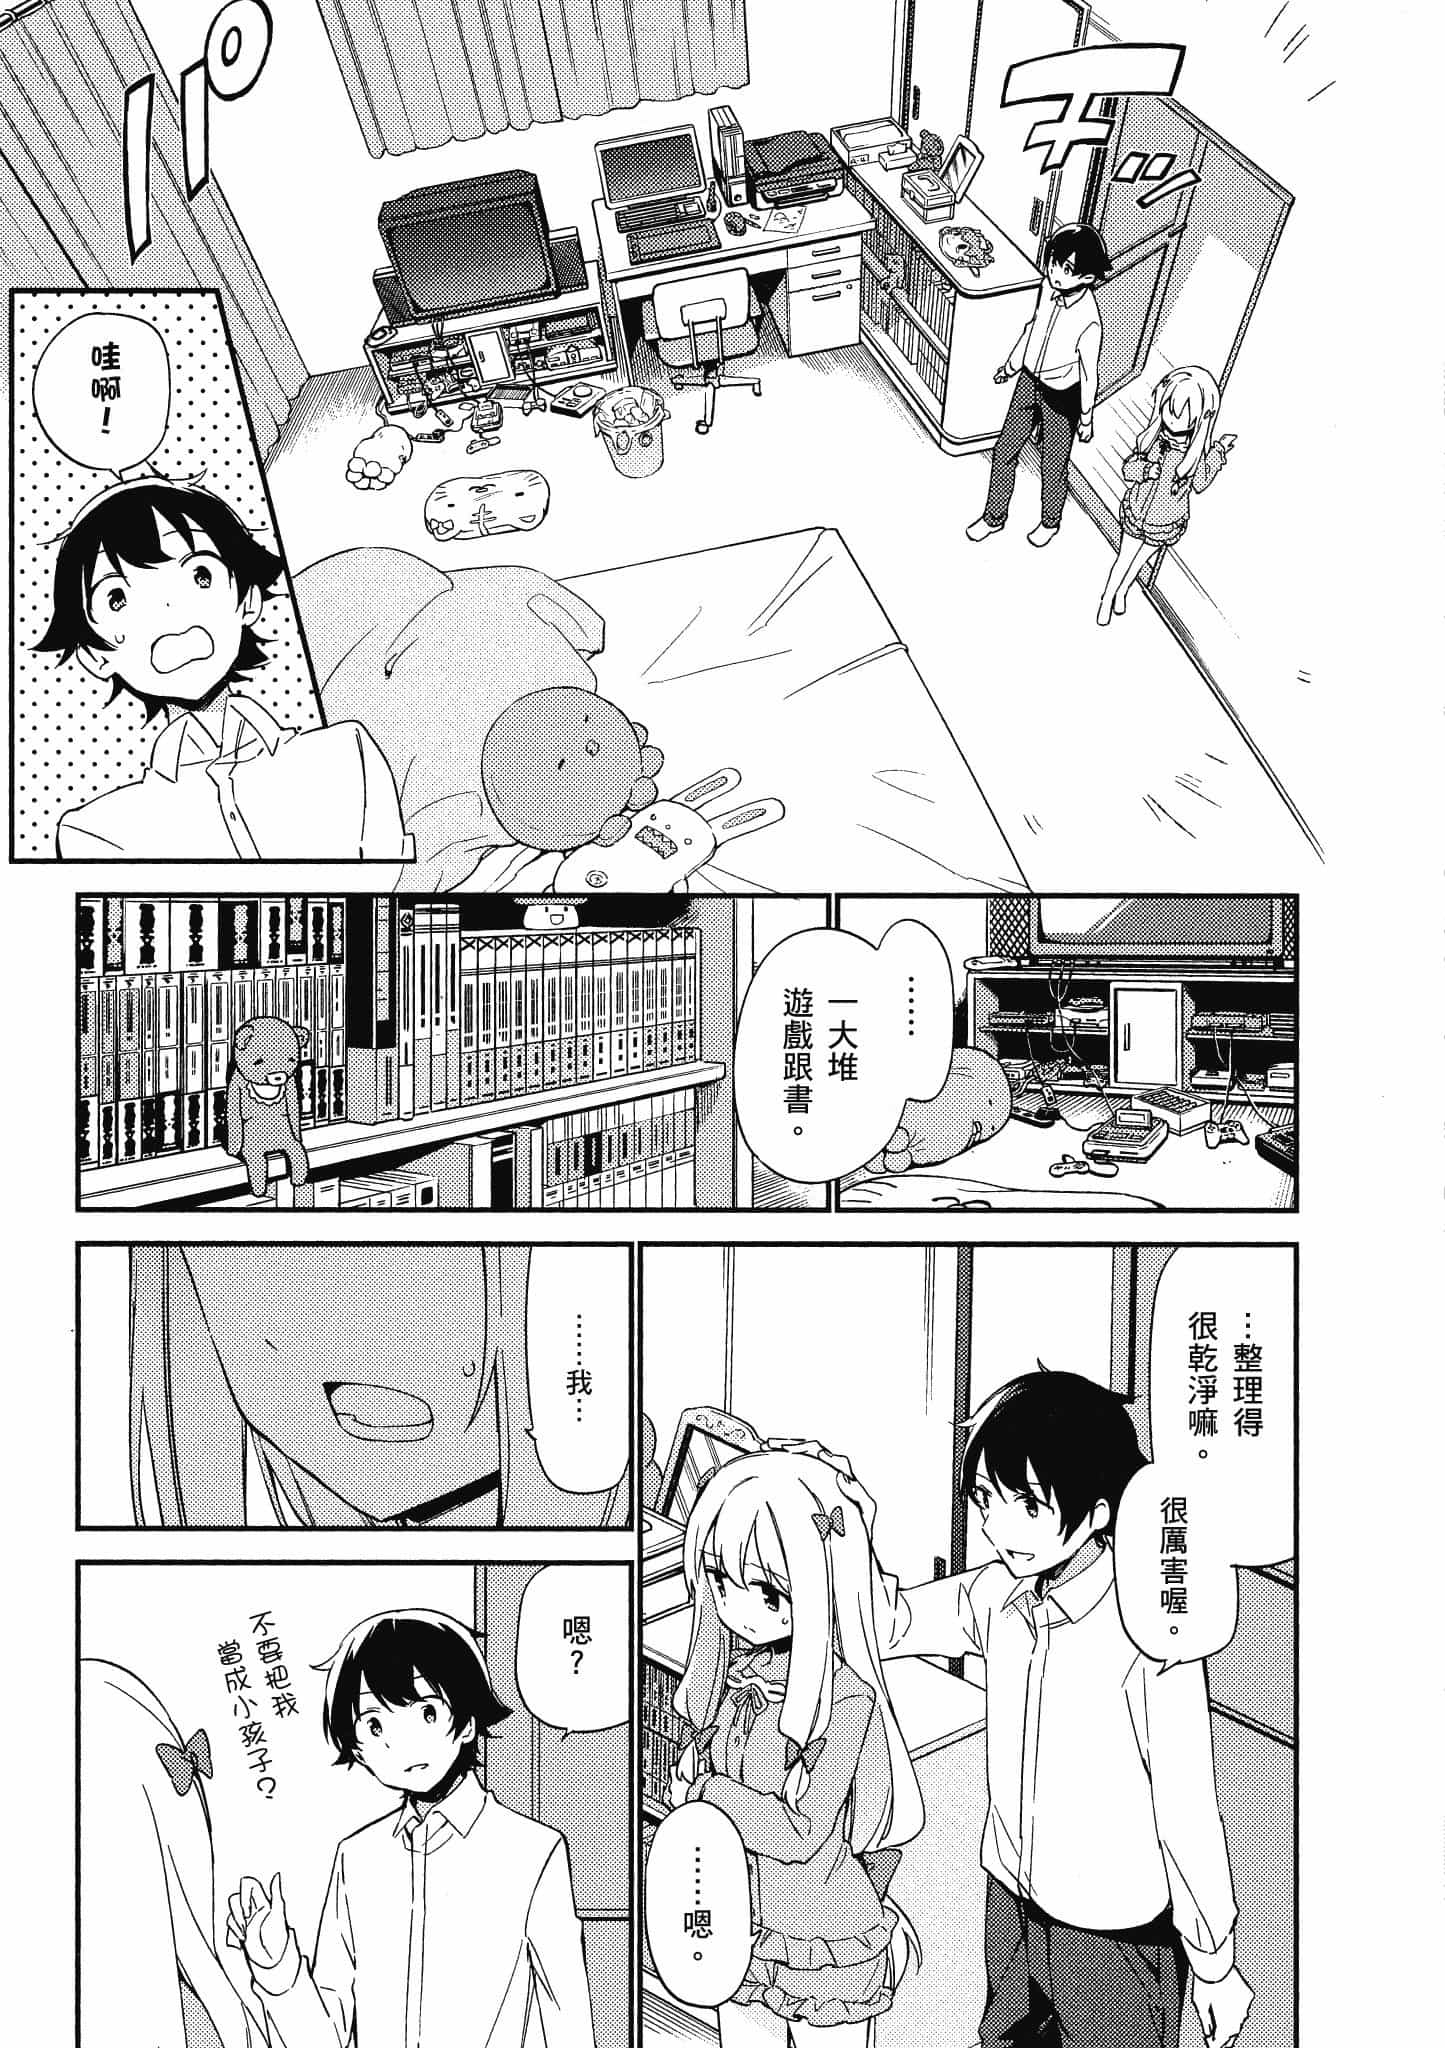 チッ
パ
哇啊！
……
一大堆
遊戲跟書。
…整理得
很乾淨嘛。
很厲害喔。
……嗯。
……我…
嗯？
不要把我
當成小孩子？